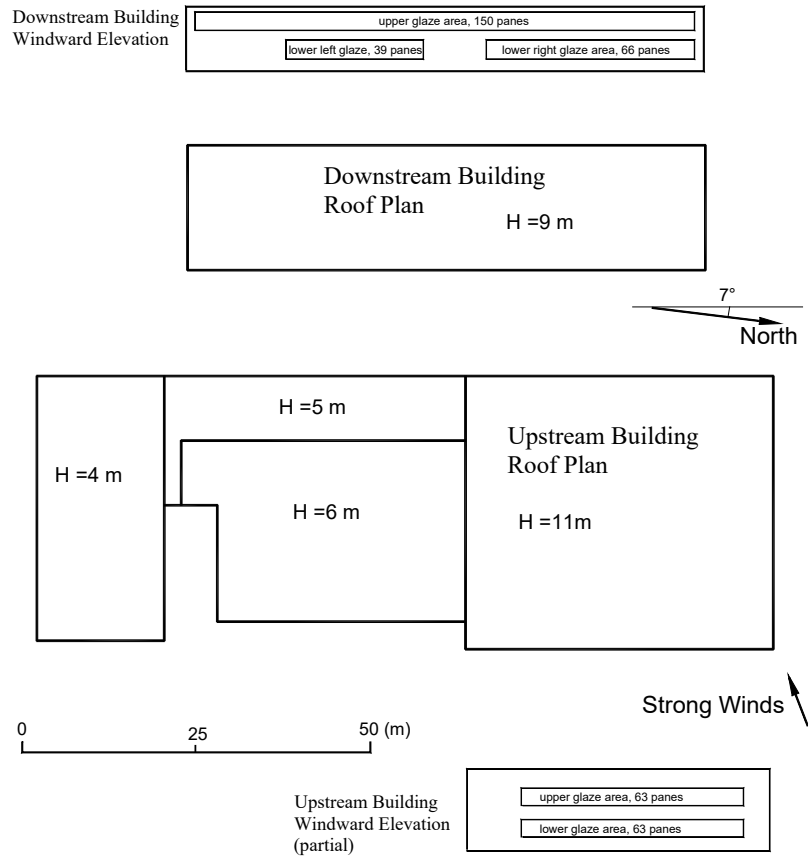 Downstream Building
Windward Elevation
upper glaze area, 150 panes
lower left glaze, 39 panes
lower right glaze area, 66 panes
Downstream Building
Roof Plan
H =9 m
7°
North
H =5 m
Upstream Building
Roof Plan
H =4 m
H =6 m
H =11m
Strong Winds
0
25
50 (m)
Upstream Building
Windward Elevation
(partial)
upper glaze area, 63 panes
lower glaze area, 63 panes